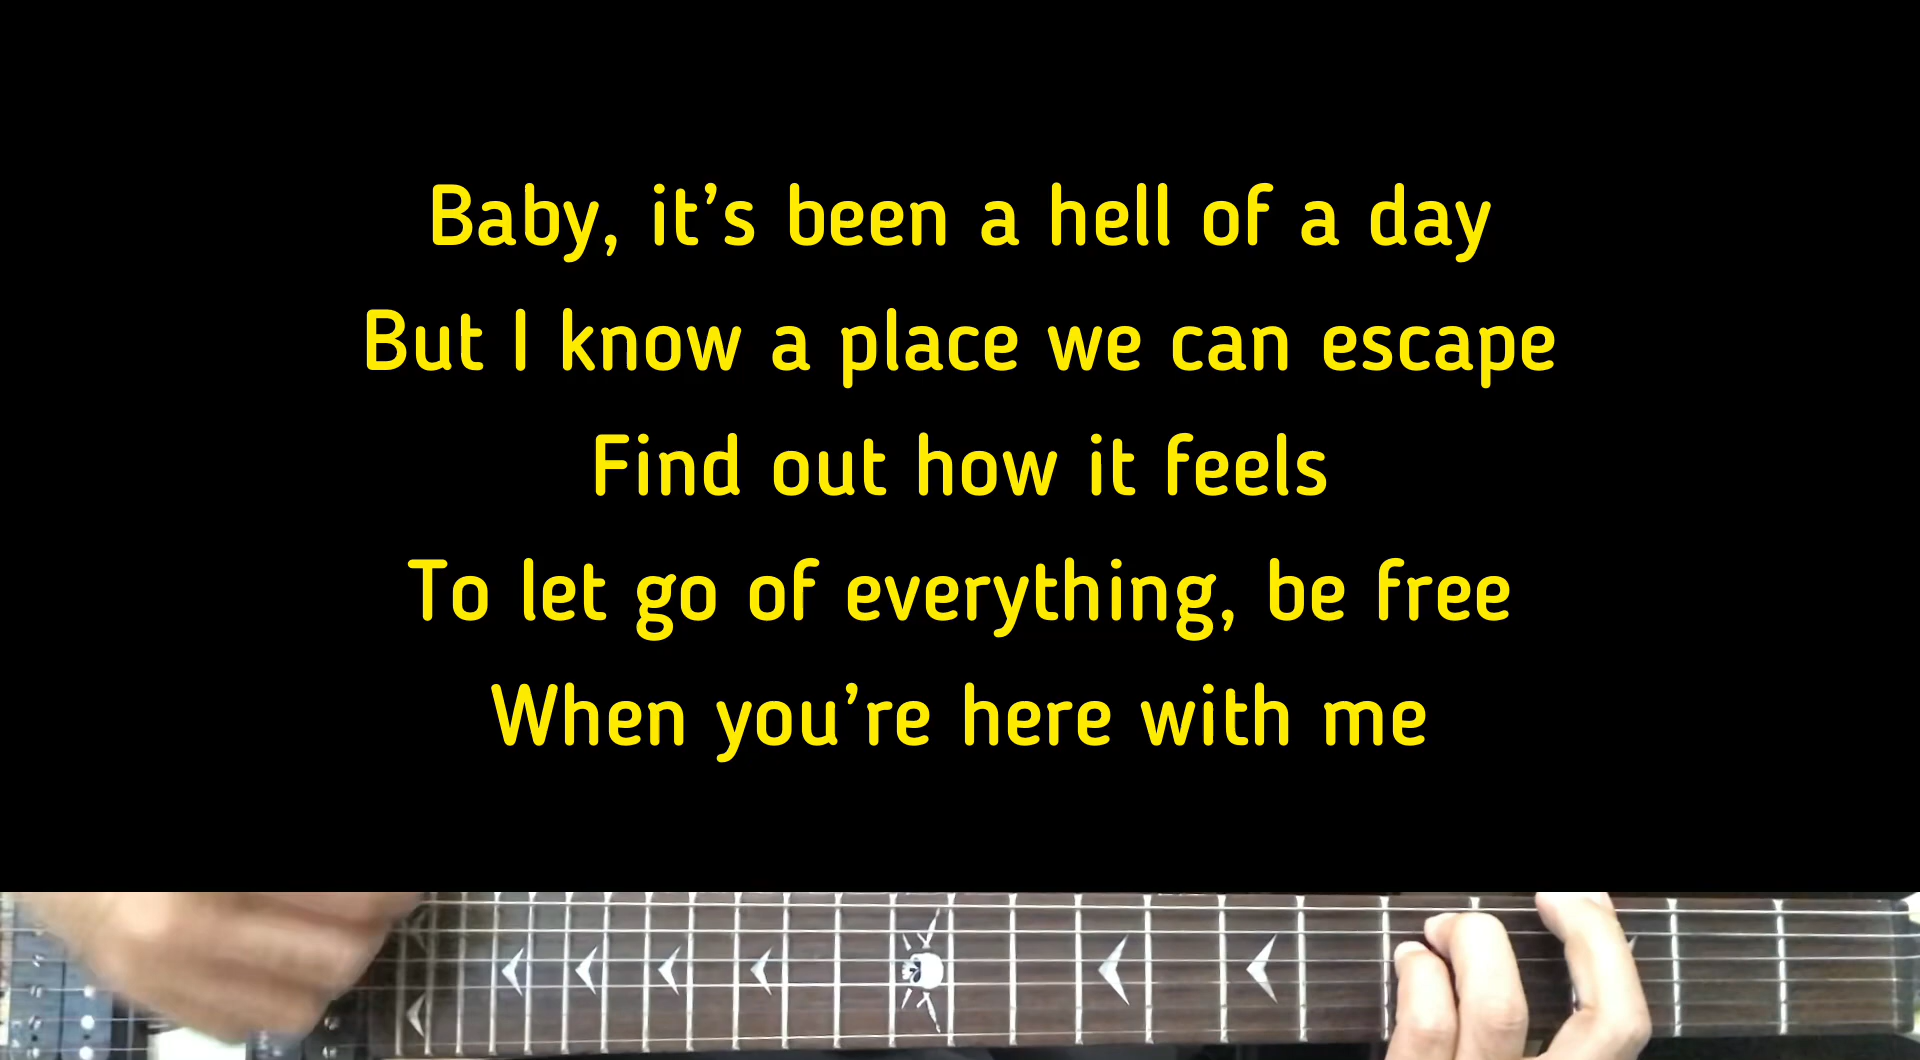 Baby, it’s been a hell of a day
But I know a place we can escape
Find out how it feels
To let go of everything, be free
When you’re here with me